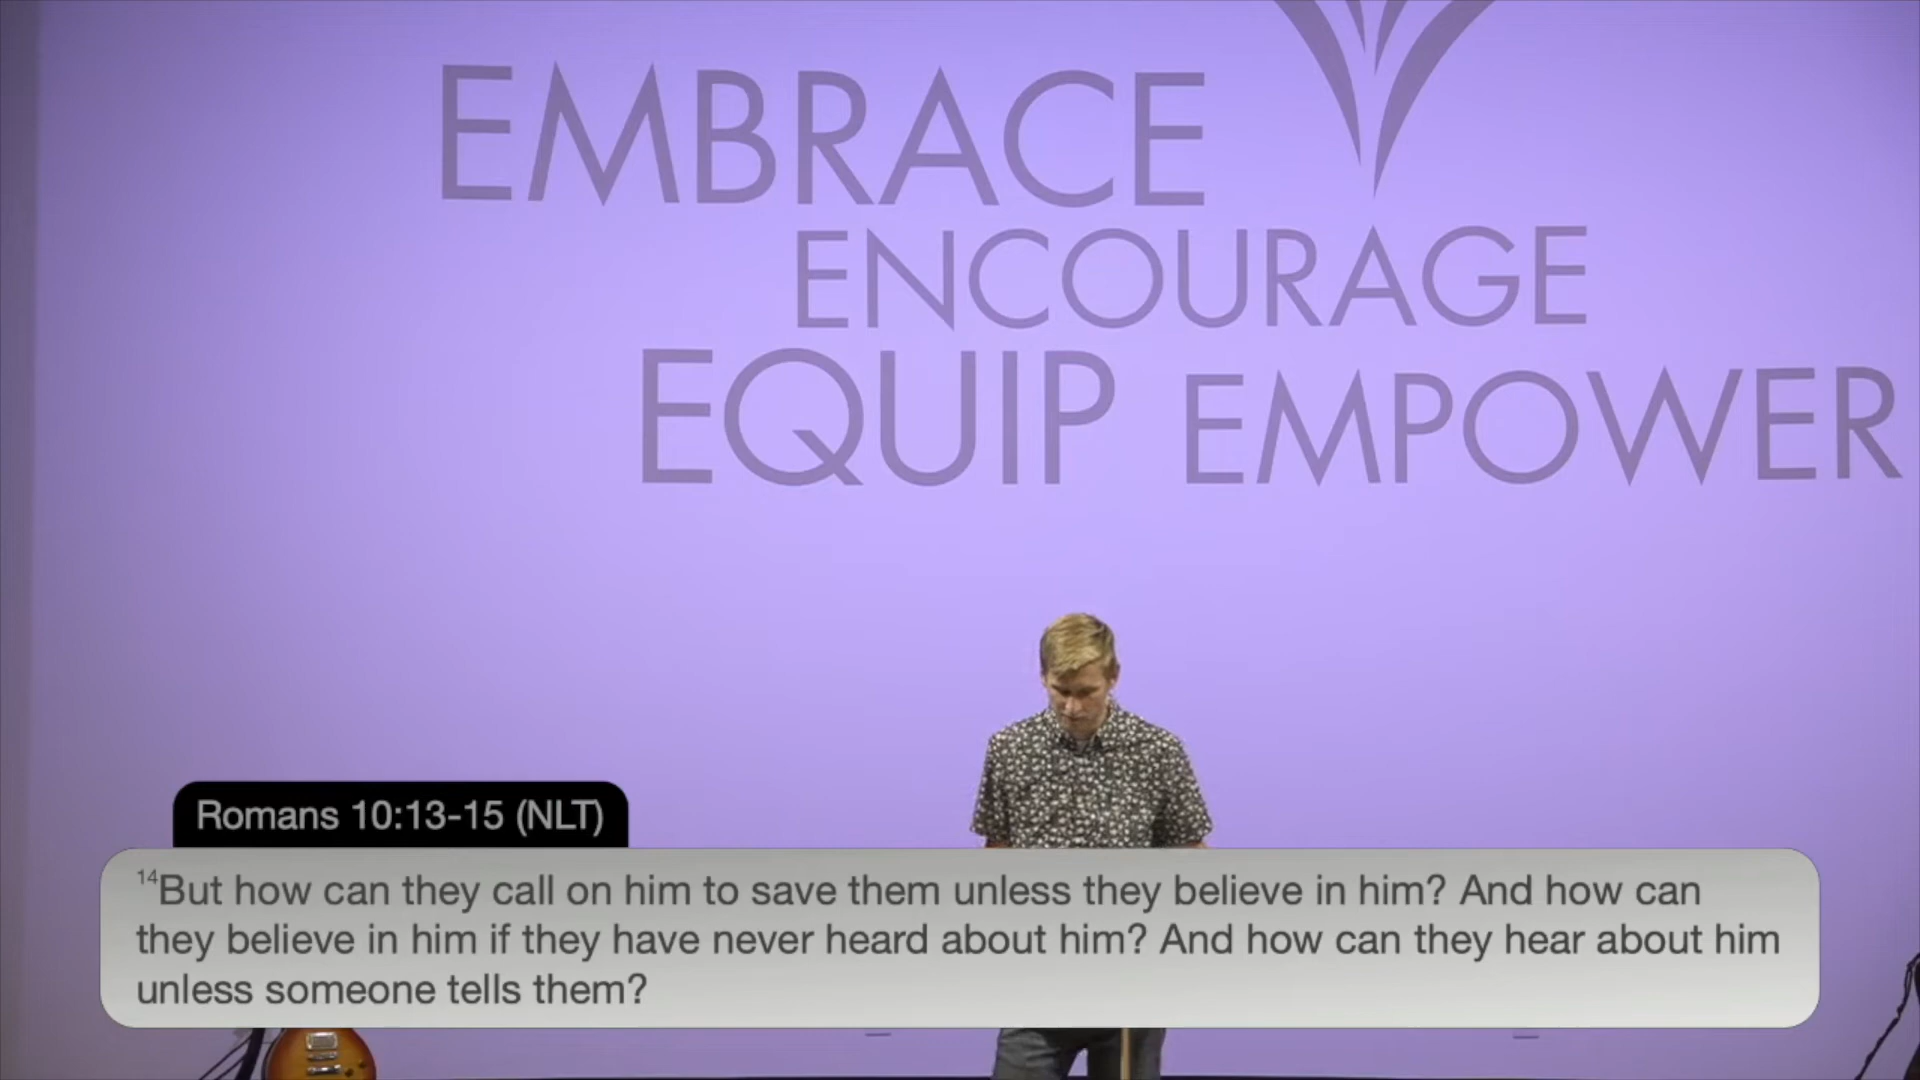 EMBRACE
ENCOURAGE
EQUIP EMPOWER
Romans 10:13-15 (NLT)
14But how can they call on him to save them unless they believe in him? And how can
they believe in him if they have never heard about him? And how can they hear about him
unless someone tells them?